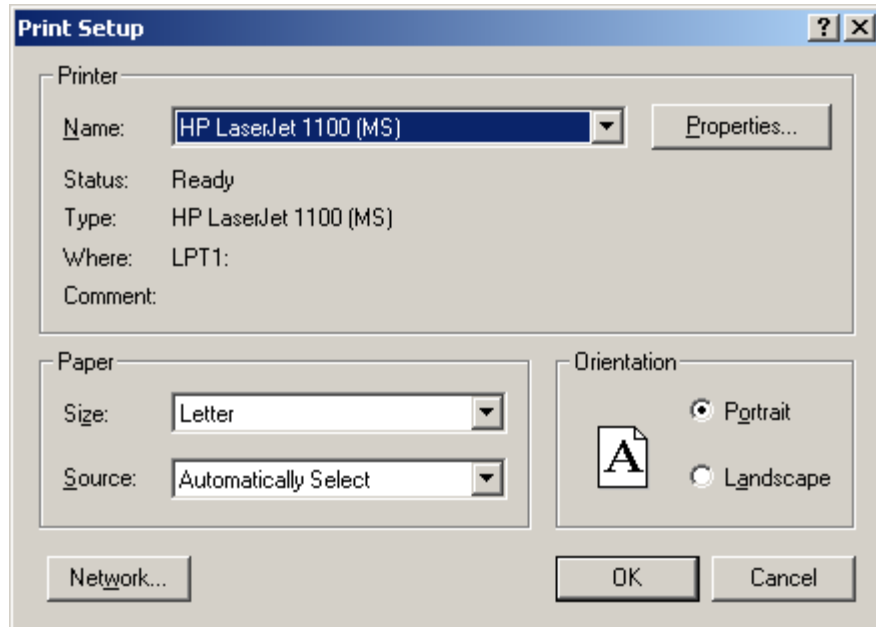 Print Setup
Printer
Name: HP LaserJet 1100 (MS) Properties...
Status: Ready
Type: HP LaserJet 1100 (MS)
Where: LPT1:
Comment:
Paper
Size: Letter
Source: Automatically Select
Orientation
A
Portrait
Landscape
Network... OK Cancel